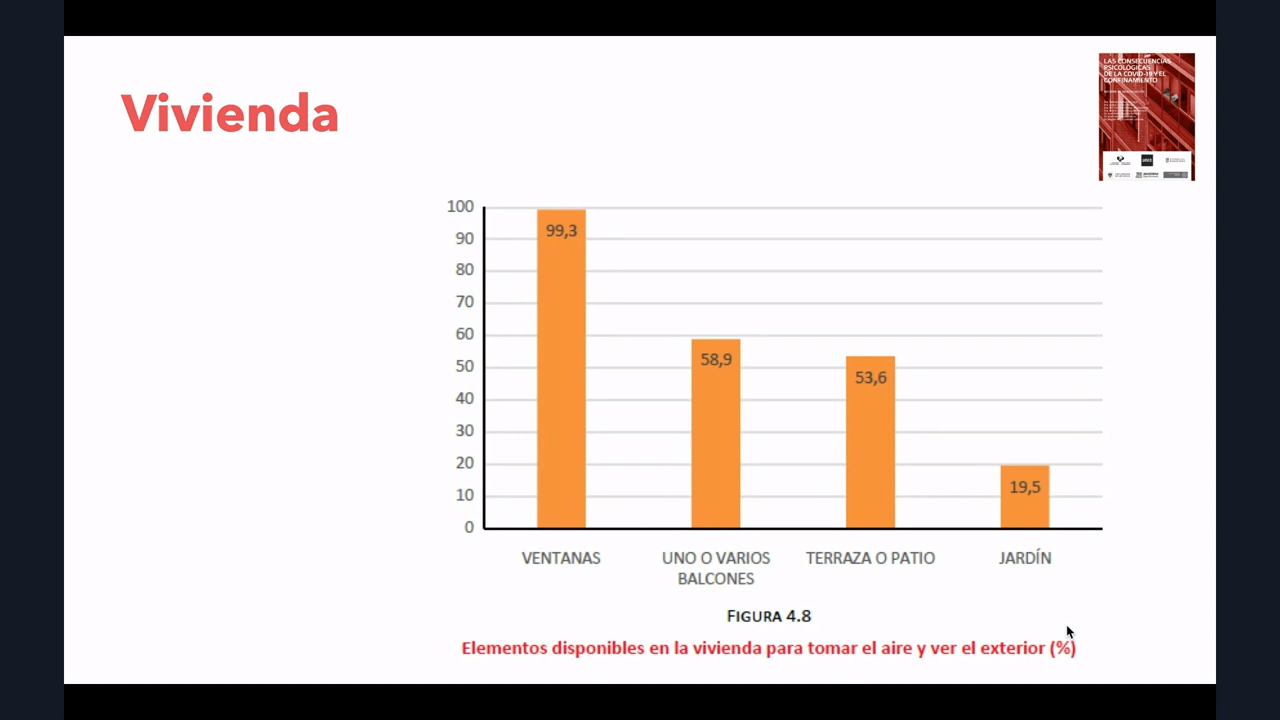 Vivienda
LAS CONSECUENCIAS
PSICOLÓGICAS
DE LA COVID-19 Y EL
CONFINAMIENTO
100
90
80
70
60
50
40
30
20
10
0
99,3
58,9
53,6
19,5
VENTANAS
UNO O VARIOS
BALCONES
TERRAZA O PATIO
JARDÍN
FIGURA 4.8
Elementos disponibles en la vivienda para tomar el aire y ver el exterior (%)